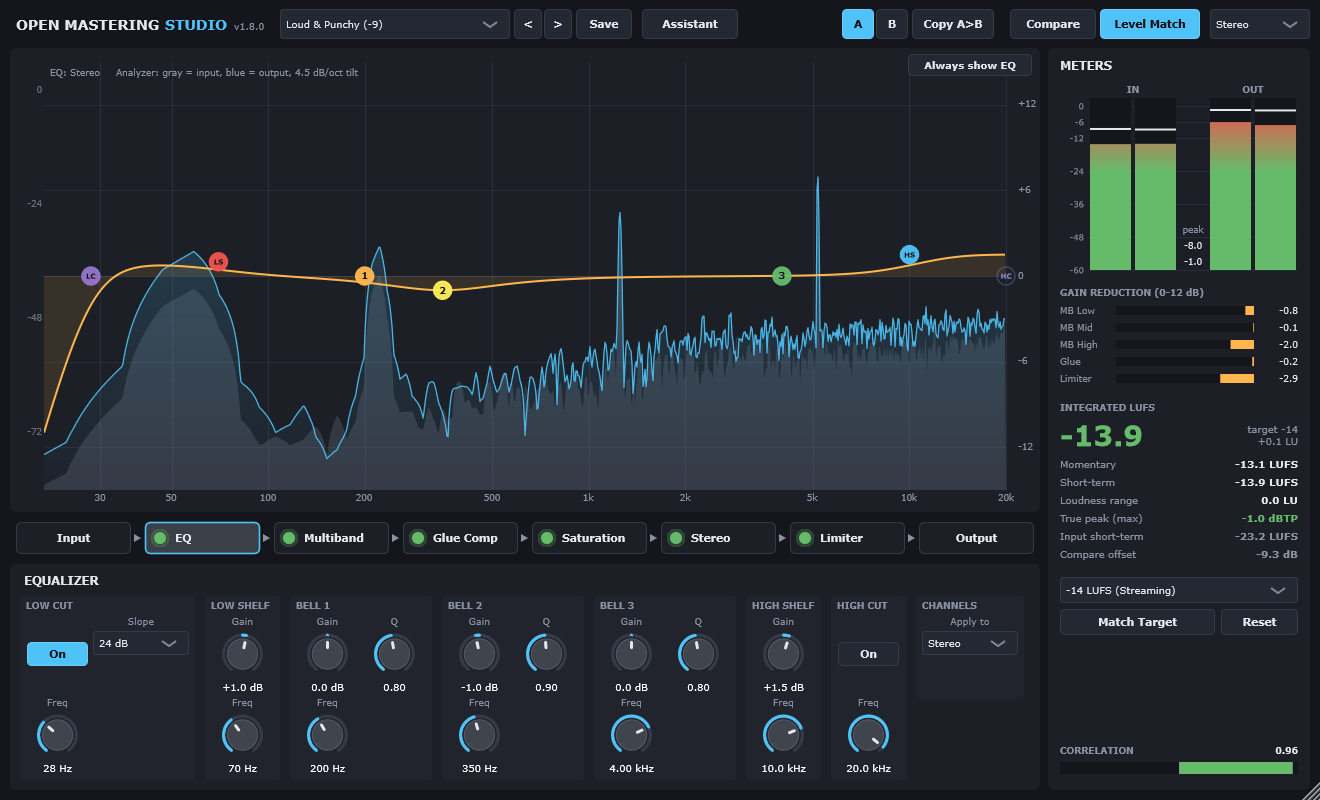 OPEN MASTERING STUDIO v1.8.0
Loud & Punchy (-9)
<
>
Save
Assistant
A
B
Copy A>B
Compare
Level Match
Stereo
EQ: Stereo
Analyzer: gray = input, blue = output, 4.5 dB/oct tilt
Always show EQ
0
-24
-48
-72
+12
+6
0
-6
-12
LC
LS
1
2
3
HS
HC
30
50
100
200
500
1k
2k
5k
10k
20k
METERS
IN
OUT
0
-6
-12
-24
-36
-48
-60
peak
-8.0
-1.0
GAIN REDUCTION (0-12 dB)
MB Low -0.8
MB Mid -0.1
MB High -2.0
Glue -0.2
Limiter -2.9
INTEGRATED LUFS
-13.9
target -14
+0.1 LU
Momentary -13.1 LUFS
Short-term -13.9 LUFS
Loudness range 0.0 LU
True peak (max) -1.0 dBTP
Input short-term -23.2 LUFS
Compare offset -9.3 dB
-14 LUFS (Streaming)
Match Target
Reset
CORRELATION 0.96
Input
EQ
Multiband
Glue Comp
Saturation
Stereo
Limiter
Output
EQUALIZER
LOW CUT
Slope
On
24 dB
Freq
28 Hz
LOW SHELF
Gain
+1.0 dB
Freq
70 Hz
BELL 1
Gain
Q
0.0 dB
0.80
Freq
200 Hz
BELL 2
Gain
Q
-1.0 dB
0.90
Freq
350 Hz
BELL 3
Gain
Q
0.0 dB
0.80
Freq
4.00 kHz
HIGH SHELF
Gain
+1.5 dB
Freq
10.0 kHz
HIGH CUT
On
Freq
20.0 kHz
CHANNELS
Apply to
Stereo